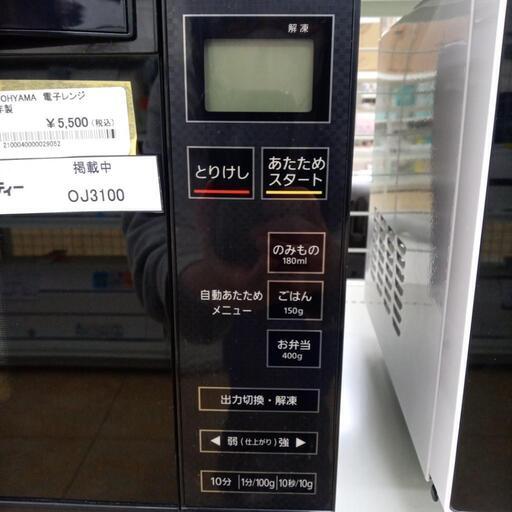 OHYAMA 電子レンジ
年製
￥5,500(税込)
2100040000029052
掲載中
ティー
OJ3100
解凍
とりけし
あたため
スタート
のみもの
180ml
自動あたため
メニュー
ごはん
150g
お弁当
400g
出力切換・解凍
◀ 弱 (仕上がり) 強 ▶
10分 1分/100g 10秒/10g